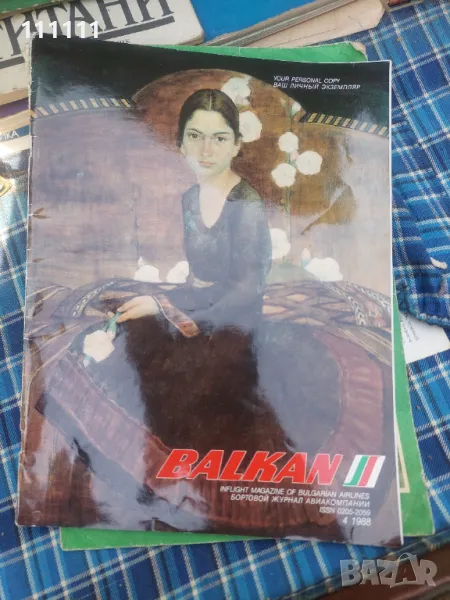 111111
ИГАНИ
YOUR PERSONAL COPY
ВАШ ЛИЧНЫЙ ЭКЗЕМПЛЯР
BALKAN
INFLIGHT MAGAZINE OF BULGARIAN AIRLINES
БОРТОВОЙ ЖУРНАЛ АВИАКОМПАНИИ
ISSN 0205-2059
4 1988
BAZAR